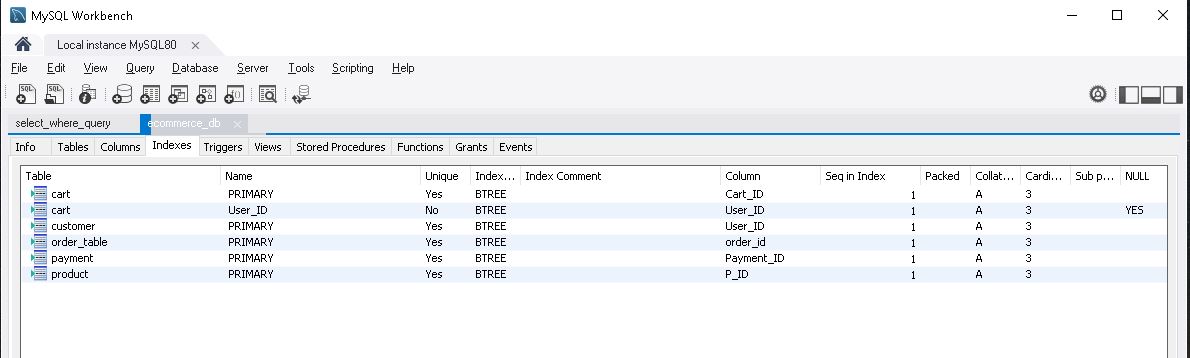 MySQL Workbench
Local instance MySQL80
File Edit View Query Database Server Tools Scripting Help
select_where_query ecommerce_db
Info Tables Columns Indexes Triggers Views Stored Procedures Functions Grants Events
Table Name Unique Index... Index Comment Column Seq in Index Packed Collat... Cardi... Sub p... NULL
cart PRIMARY Yes BTREE Cart_ID 1 A 3
cart User_ID No BTREE User_ID 1 A 3 YES
customer PRIMARY Yes BTREE User_ID 1 A 3
order_table PRIMARY Yes BTREE order_id 1 A 3
payment PRIMARY Yes BTREE Payment_ID 1 A 3
product PRIMARY Yes BTREE P_ID 1 A 3